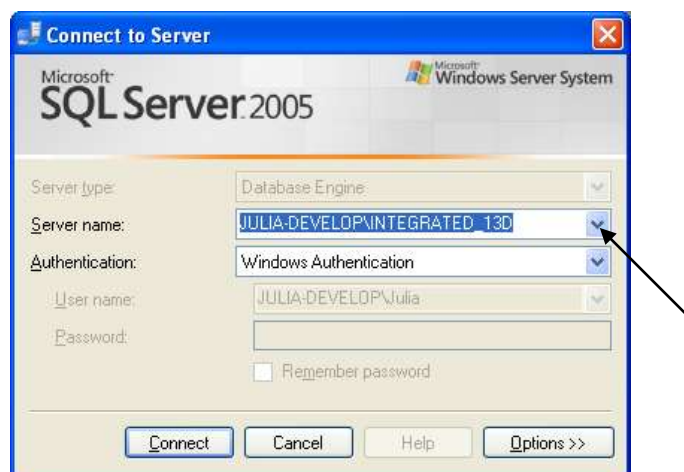 Connect to Server
Microsoft
SQL Server 2005
Microsoft
Windows Server System
Server type: Database Engine
Server name: JULIA-DEVELOP\INTEGRATED_13D
Authentication: Windows Authentication
User name: JULIA-DEVELOP\Julia
Password:
Remember password
Connect Cancel Help Options >>